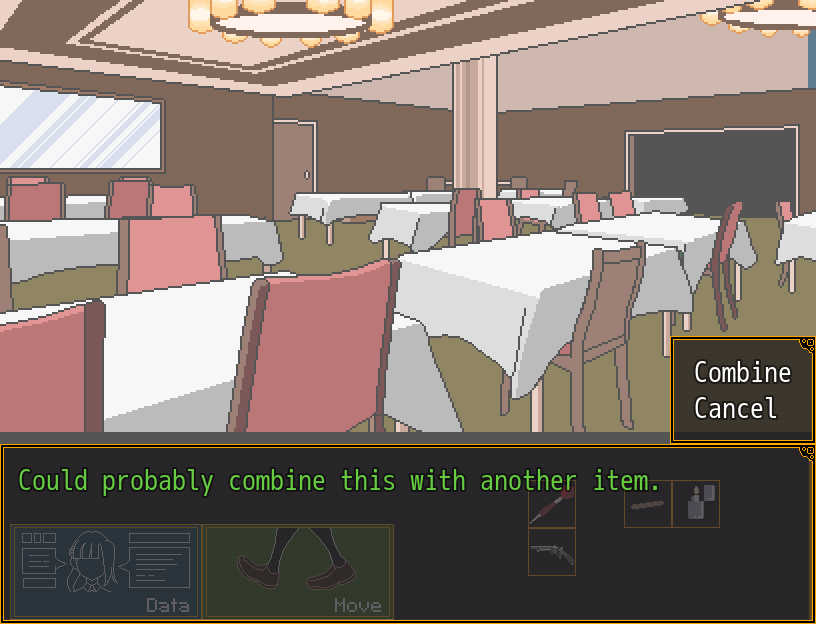 Combine
Cancel
Could probably combine this with another item.
Data
Move